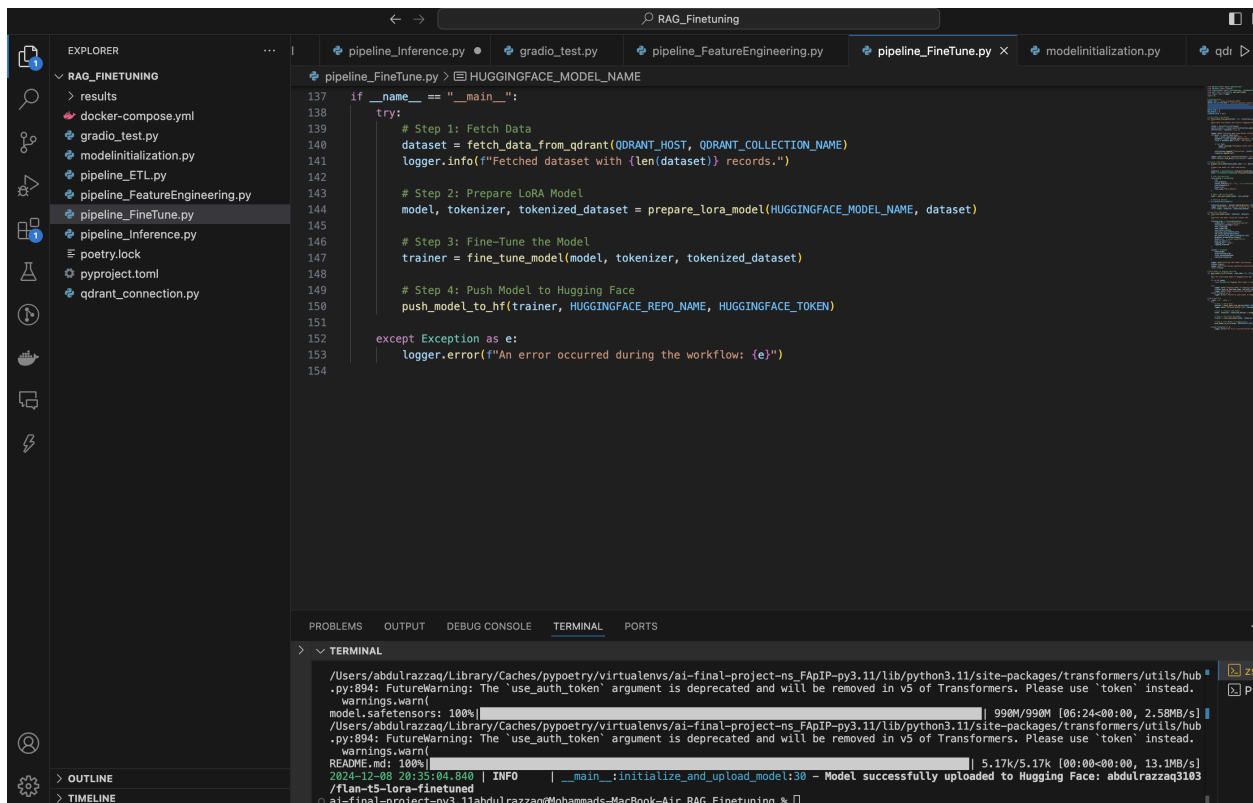 RAG_Finetuning
EXPLORER
RAG_FINETUNING
results
docker-compose.yml
gradio_test.py
modelinitialization.py
pipeline_ETL.py
pipeline_FeatureEngineering.py
pipeline_FineTune.py
pipeline_Inference.py
poetry.lock
pyproject.toml
qdrant_connection.py
OUTLINE
TIMELINE
pipeline_Inference.py gradio_test.py pipeline_FeatureEngineering.py pipeline_FineTune.py modelinitialization.py
pipeline_FineTune.py > HUGGINGFACE_MODEL_NAME
137 if __name__ == "__main__":
138 try:
139 # Step 1: Fetch Data
140 dataset = fetch_data_from_qdrant(QDRANT_HOST, QDRANT_COLLECTION_NAME)
141 logger.info(f"Fetched dataset with {len(dataset)} records.")
142
143 # Step 2: Prepare LoRA Model
144 model, tokenizer, tokenized_dataset = prepare_lora_model(HUGGINGFACE_MODEL_NAME, dataset)
145
146 # Step 3: Fine-Tune the Model
147 trainer = fine_tune_model(model, tokenizer, tokenized_dataset)
148
149 # Step 4: Push Model to Hugging Face
150 push_model_to_hf(trainer, HUGGINGFACE_REPO_NAME, HUGGINGFACE_TOKEN)
151
152 except Exception as e:
153 logger.error(f"An error occurred during the workflow: {e}")
154
PROBLEMS OUTPUT DEBUG CONSOLE TERMINAL PORTS
TERMINAL
/Users/abdulrazzaq/Library/Caches/pypoetry/virtualenvs/ai-final-project-ns_FApIP-py3.11/lib/python3.11/site-packages/transformers/utils/hub
.py:894: FutureWarning: The `use_auth_token` argument is deprecated and will be removed in v5 of Transformers. Please use `token` instead.
warnings.warn(
model.safetensors: 100%| | 990M/990M [06:24<00:00, 2.58MB/s]
/Users/abdulrazzaq/Library/Caches/pypoetry/virtualenvs/ai-final-project-ns_FApIP-py3.11/lib/python3.11/site-packages/transformers/utils/hub
.py:894: FutureWarning: The `use_auth_token` argument is deprecated and will be removed in v5 of Transformers. Please use `token` instead.
warnings.warn(
README.md: 100%| | 5.17k/5.17k [00:00<00:00, 13.1MB/s]
2024-12-08 20:35:04.840 | INFO | __main__:initialize_and_upload_model:30 - Model successfully uploaded to Hugging Face: abdulrazzaq3103
/flan-t5-lora-finetuned
ai-final-project-py3.11abdulrazzaq@Mohammads-MacBook-Air RAG_Finetuning %